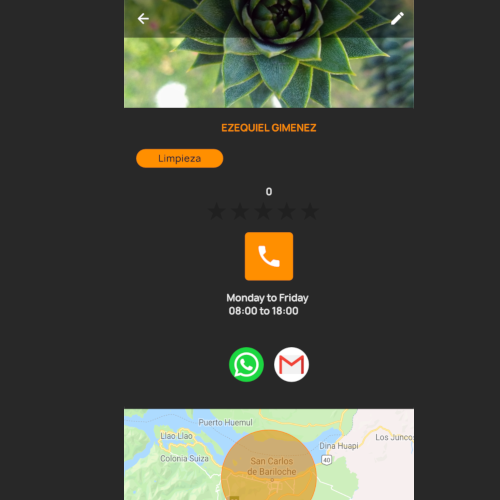 EZEQUIEL GIMENEZ
Limpieza
0
Monday to Friday
08:00 to 18:00
Puerto Huemul
Llao Llao
Dina Huapi
Los Juncos
Colonia Suiza
40
San Carlos
de Bariloche